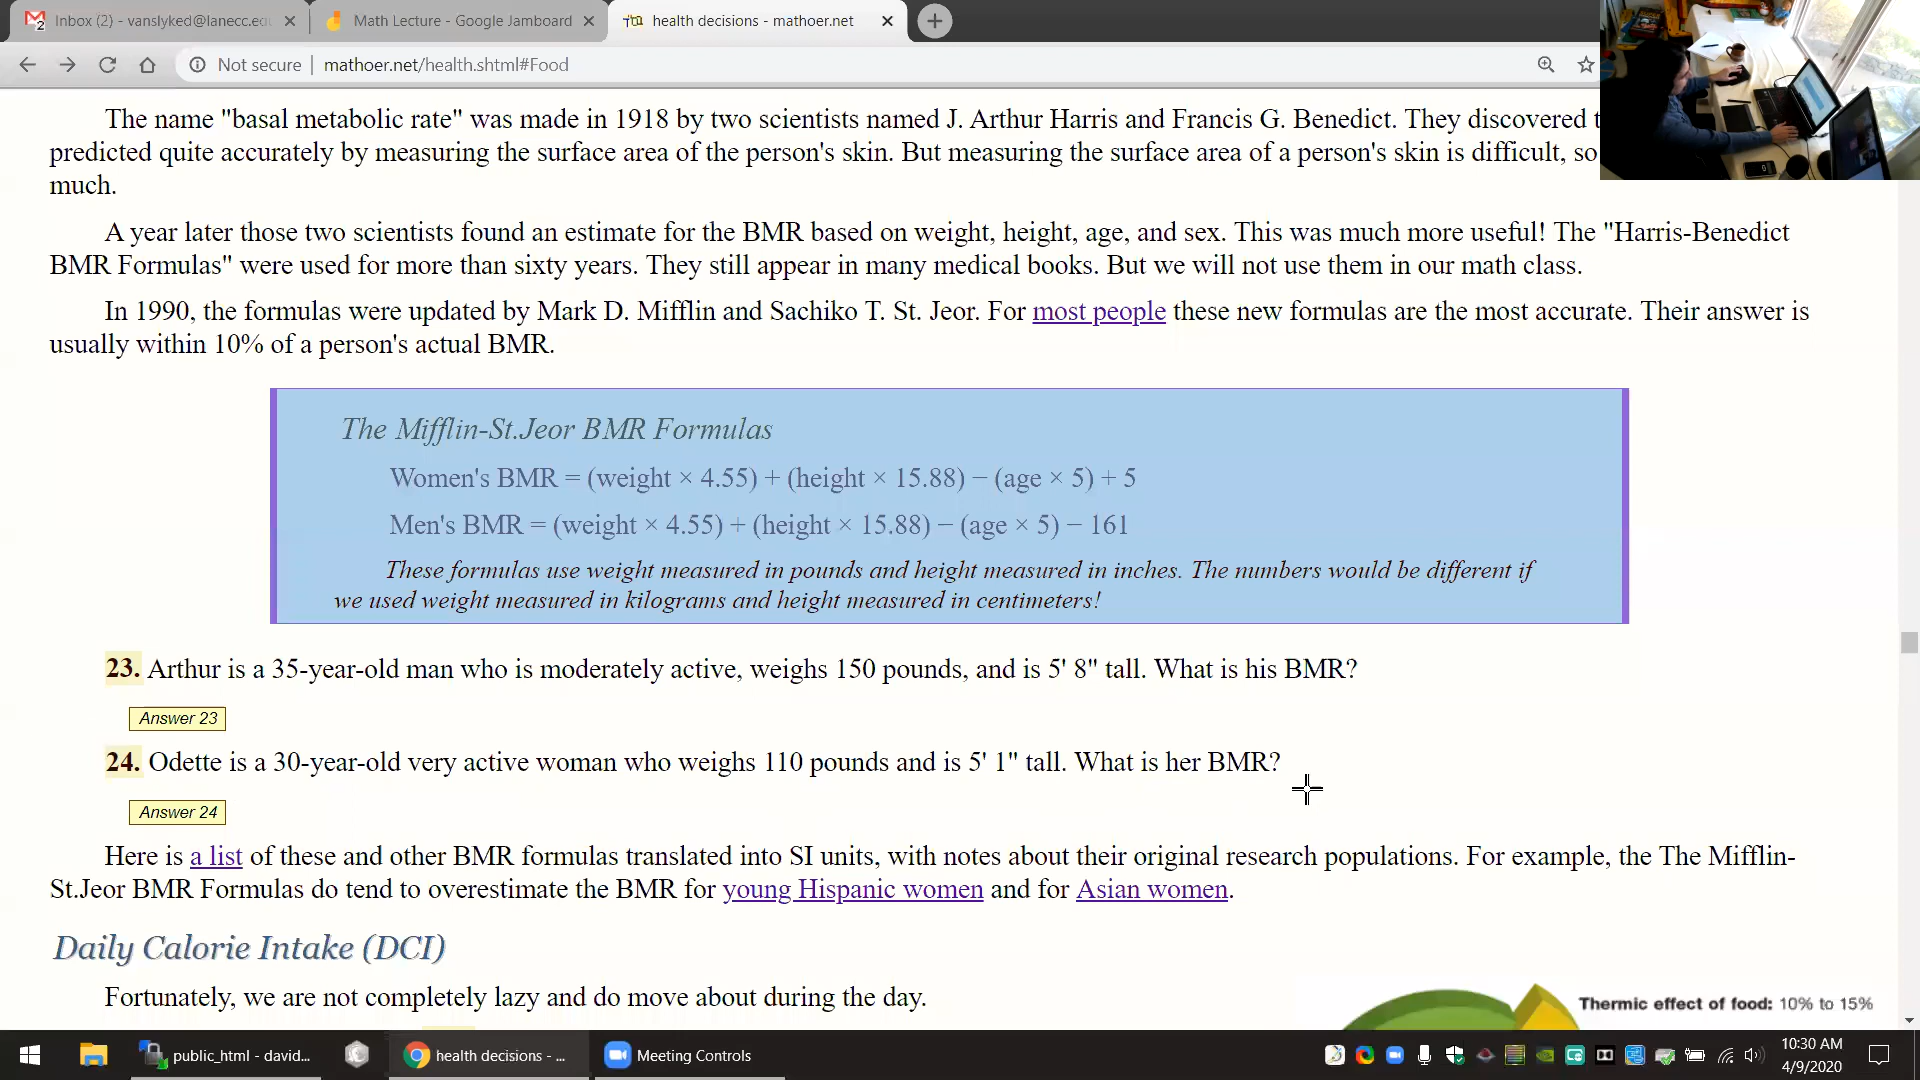 Inbox (2) - vanslyked@lanecc.edu
Math Lecture - Google Jamboard
health decisions - mathoer.net
Not secure
mathoer.net/health.shtml#Food
The name "basal metabolic rate" was made in 1918 by two scientists named J. Arthur Harris and Francis G. Benedict. They discovered
predicted quite accurately by measuring the surface area of the person's skin. But measuring the surface area of a person's skin is difficult, so
much.
A year later those two scientists found an estimate for the BMR based on weight, height, age, and sex. This was much more useful! The "Harris-Benedict
BMR Formulas" were used for more than sixty years. They still appear in many medical books. But we will not use them in our math class.
In 1990, the formulas were updated by Mark D. Mifflin and Sachiko T. St. Jeor. For most people these new formulas are the most accurate. Their answer is
usually within 10% of a person's actual BMR.
The Mifflin-St.Jeor BMR Formulas
Women's BMR = (weight × 4.55) + (height × 15.88) − (age × 5) + 5
Men's BMR = (weight × 4.55) + (height × 15.88) − (age × 5) − 161
These formulas use weight measured in pounds and height measured in inches. The numbers would be different if
we used weight measured in kilograms and height measured in centimeters!
23. Arthur is a 35-year-old man who is moderately active, weighs 150 pounds, and is 5' 8" tall. What is his BMR?
Answer 23
24. Odette is a 30-year-old very active woman who weighs 110 pounds and is 5' 1" tall. What is her BMR?
Answer 24
Here is a list of these and other BMR formulas translated into SI units, with notes about their original research populations. For example, the The Mifflin-
St.Jeor BMR Formulas do tend to overestimate the BMR for young Hispanic women and for Asian women.
Daily Calorie Intake (DCI)
Fortunately, we are not completely lazy and do move about during the day.
Thermic effect of food: 10% to 15%
public_html - david...
health decisions - ...
Meeting Controls
10:30 AM
4/9/2020